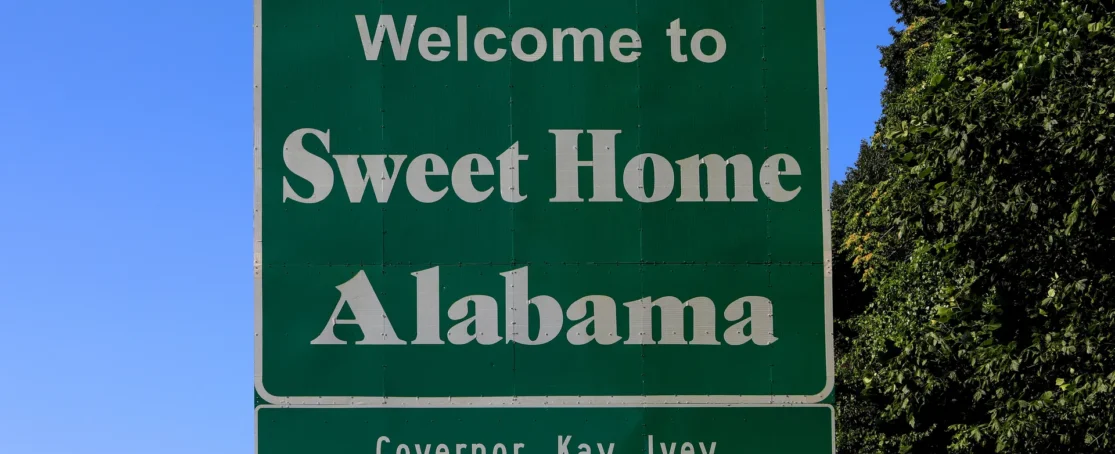 Welcome to
Sweet Home
Alabama
Governor Kay Ivey